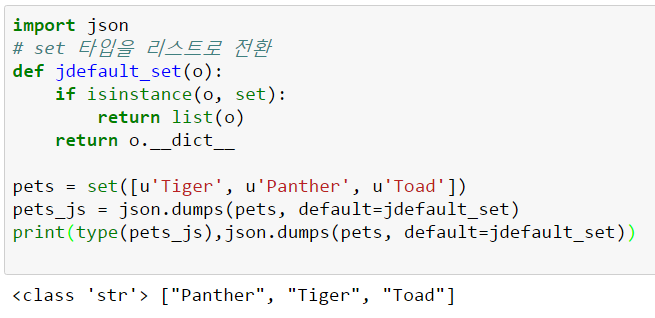 import json
# set 타입을 리스트로 전환
def jdefault_set(o):
    if isinstance(o, set):
        return list(o)
    return o.__dict__

pets = set([u'Tiger', u'Panther', u'Toad'])
pets_js = json.dumps(pets, default=jdefault_set)
print(type(pets_js),json.dumps(pets, default=jdefault_set))

<class 'str'> ["Panther", "Tiger", "Toad"]